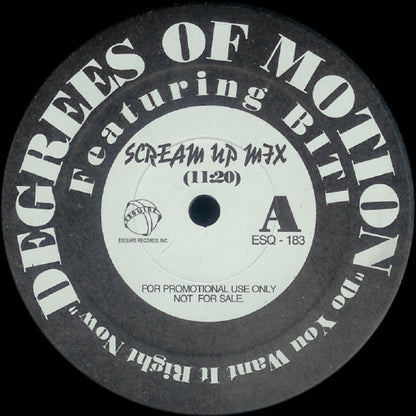 DEGREES OF MOTION
Featuring BITI
"Do You Want It Right Now"
SCREAM UP MIX
(11:20)
ESQUIRE
ESQUIRE RECORDS, INC.
A
ESQ - 183
FOR PROMOTIONAL USE ONLY
NOT FOR SALE.